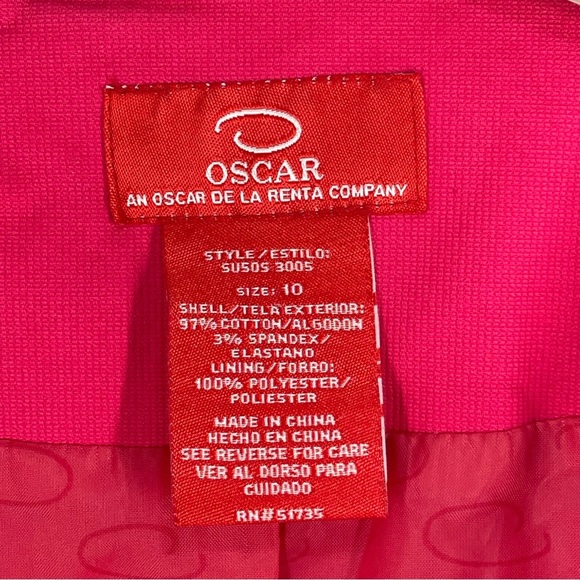 OSCAR
AN OSCAR DE LA RENTA COMPANY
STYLE/ESTILO:
SU50S 3005
SIZE: 10
SHELL/TELA EXTERIOR:
97% COTTON/ALGODON
3% SPANDEX/
ELASTANO
LINING/FORRO:
100% POLYESTER/
POLIESTER
MADE IN CHINA
HECHO EN CHINA
SEE REVERSE FOR CARE
VER AL DORSO PARA
CUIDADO
RN#51735